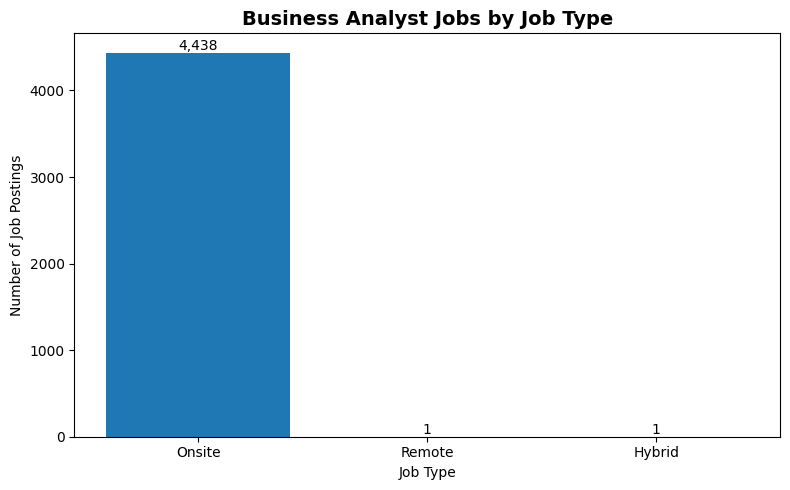 Business Analyst Jobs by Job Type
4,438
4000
3000
2000
1000
0
Number of Job Postings
1
1
Onsite
Remote
Hybrid
Job Type